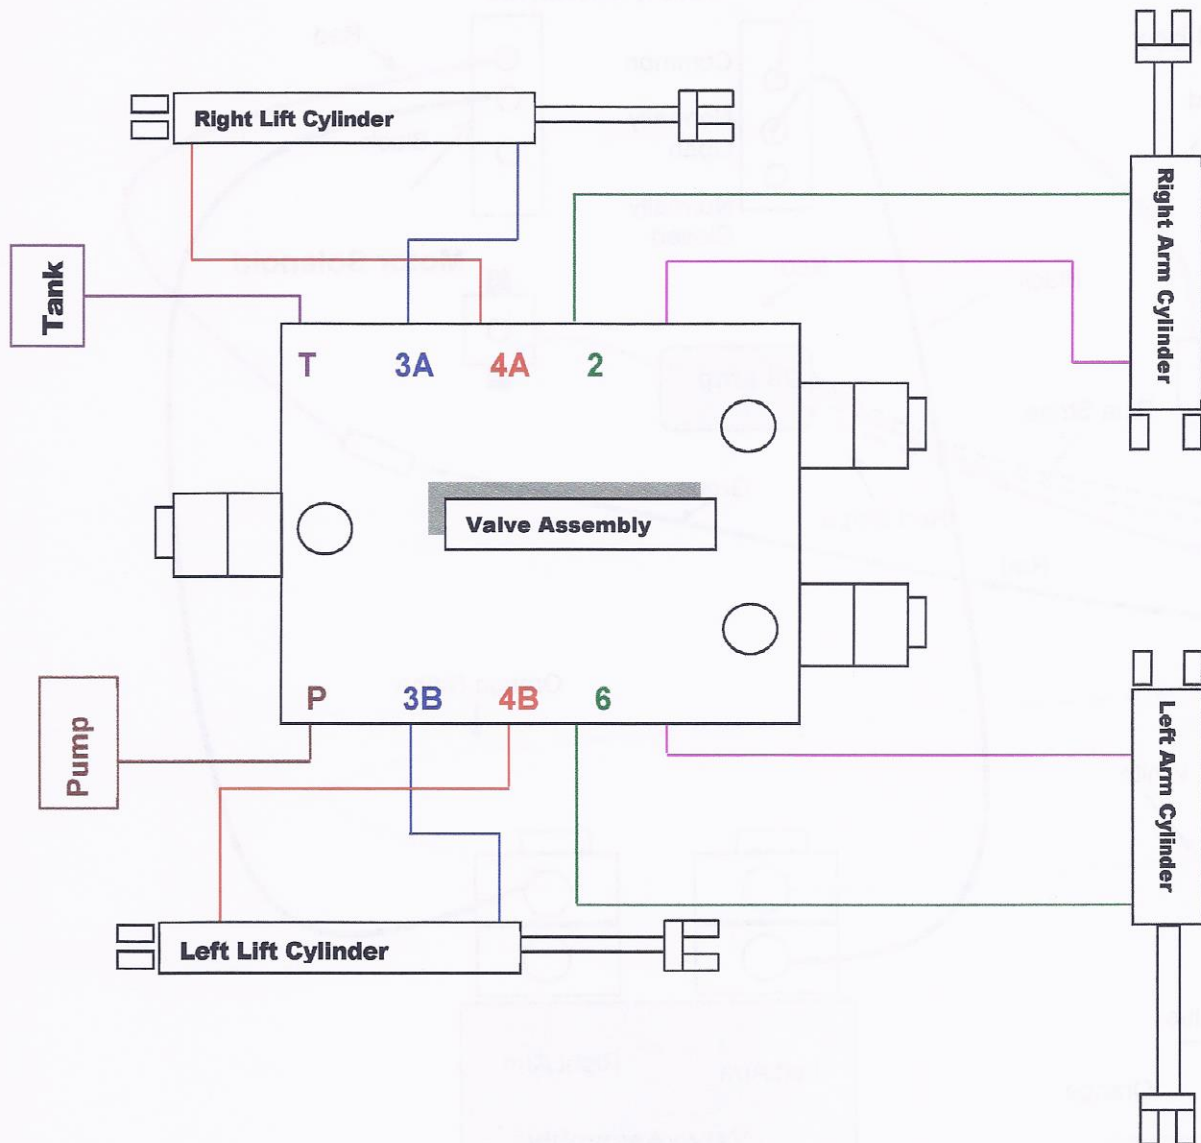 Right Lift Cylinder
Right Arm Cylinder
Tank
T 3A 4A 2
Valve Assembly
P 3B 4B 6
Pump
Left Arm Cylinder
Left Lift Cylinder